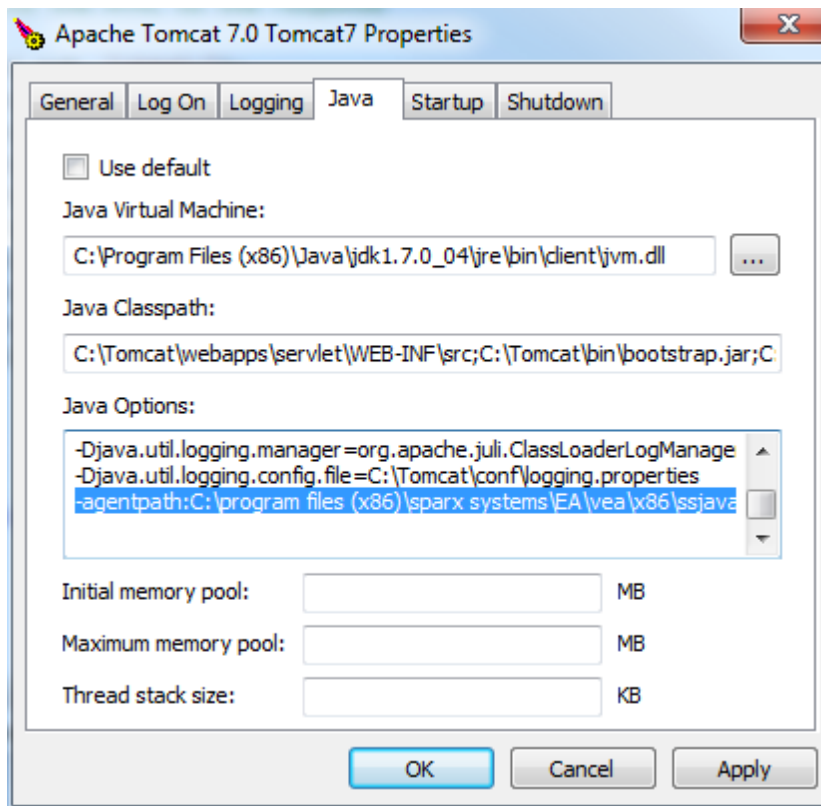 Apache Tomcat 7.0 Tomcat7 Properties
General Log On Logging Java Startup Shutdown
Use default
Java Virtual Machine:
C:\Program Files (x86)\Java\jdk1.7.0_04\jre\bin\client\jvm.dll ...
Java Classpath:
C:\Tomcat\webapps\servlet\WEB-INF\src;C:\Tomcat\bin\bootstrap.jar;C:
Java Options:
-Djava.util.logging.manager=org.apache.juli.ClassLoaderLogManage
-Djava.util.logging.config.file=C:\Tomcat\conf\logging.properties
-agentpath:C:\program files (x86)\sparx systems\EA\vea\x86\ssjava
Initial memory pool: MB
Maximum memory pool: MB
Thread stack size: KB
OK Cancel Apply